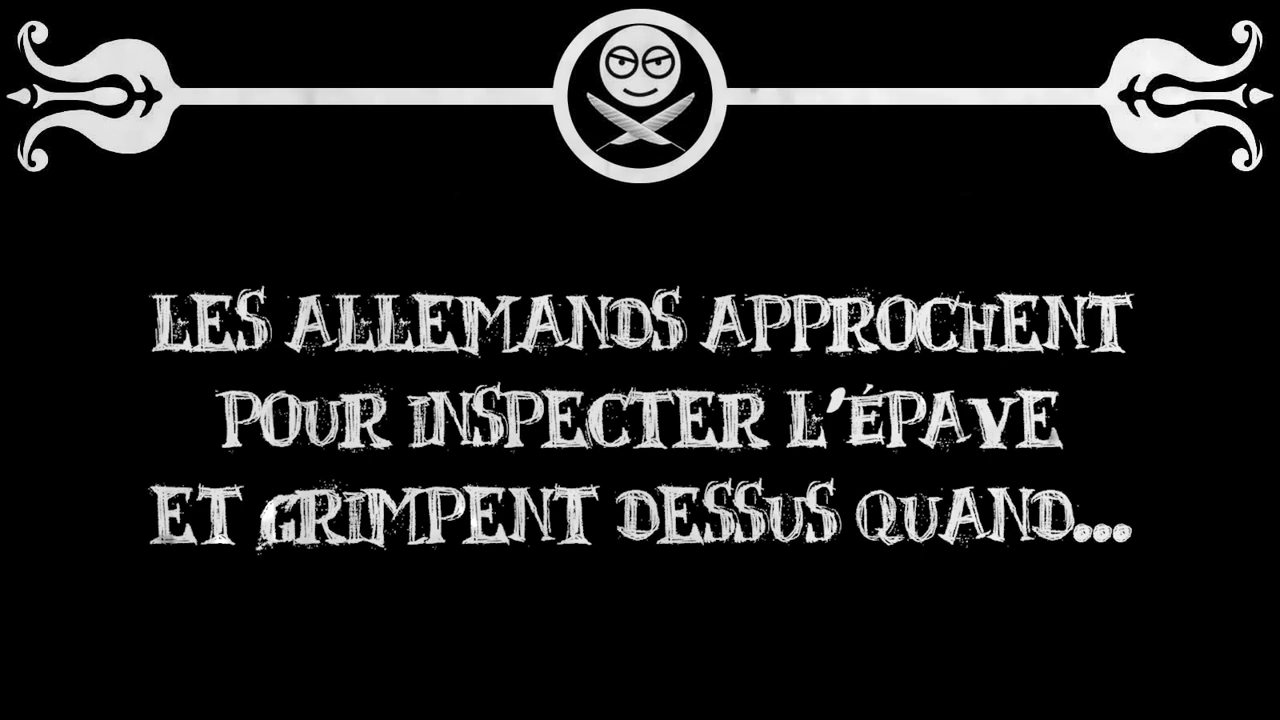 LES ALLEMANDS APPROCHENT
POUR INSPECTER L'ÉPAVE
ET GRIMPENT DESSUS QUAND...